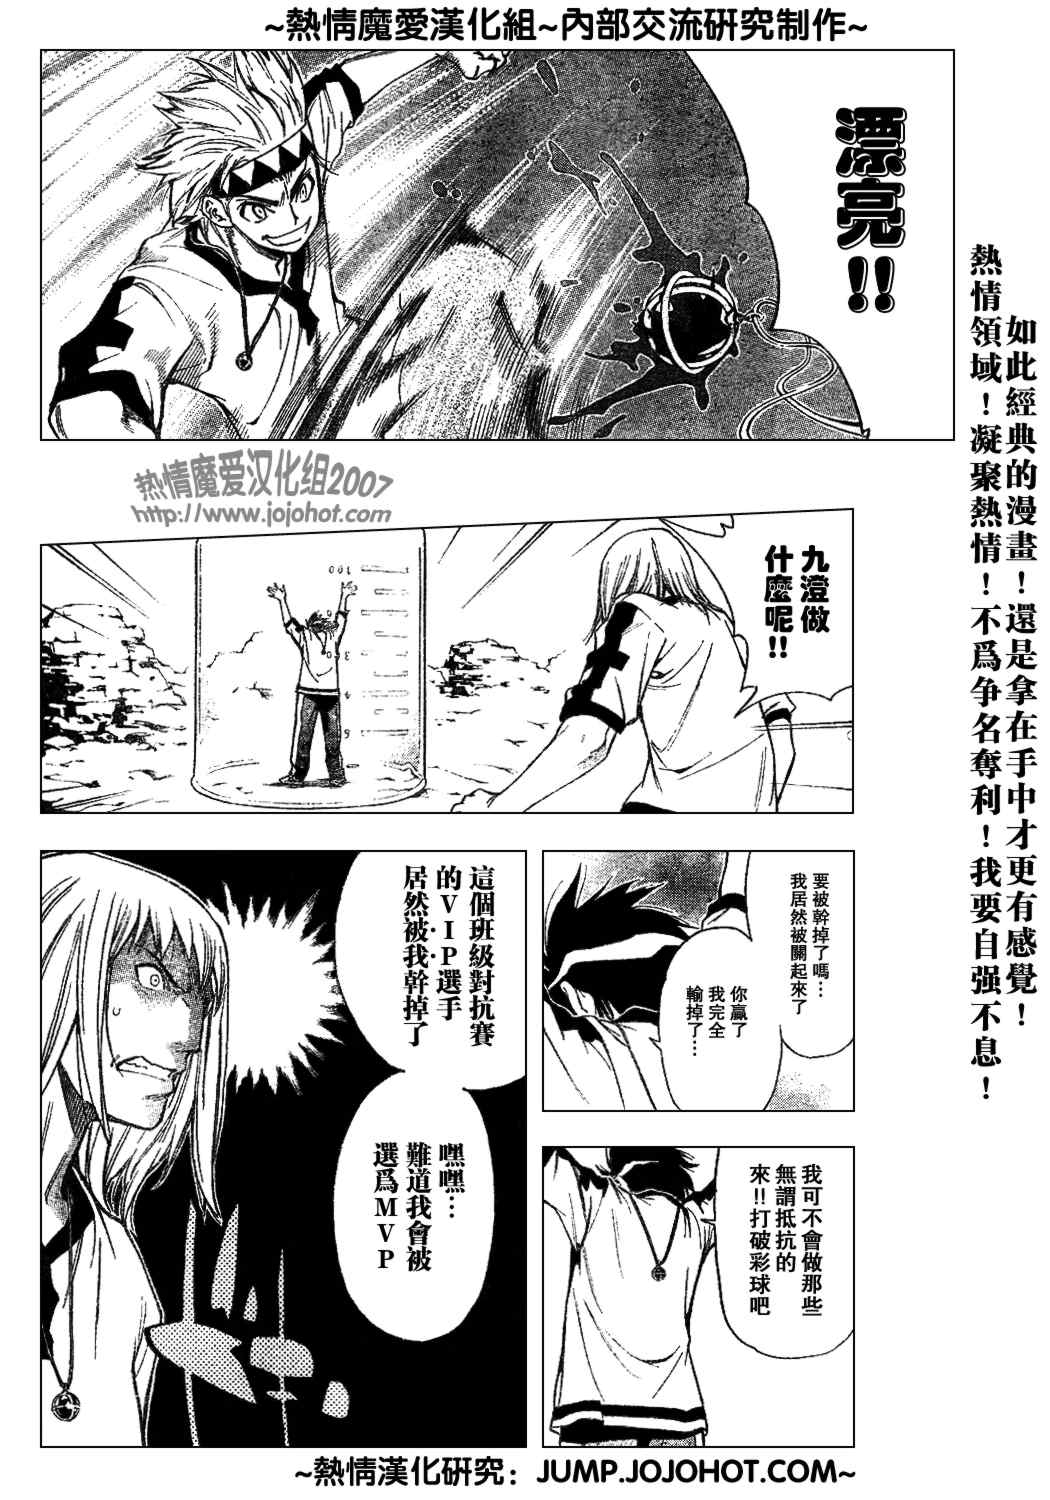 ~熱情魔愛漢化組~內部交流研究制作~
漂亮!!
如此經典的漫畫！還是拿在手中才更有感覺！
熱情領域！凝聚熱情！不爲争名奪利！我要自强不息！
熱情魔爱汉化组2007
http://www.jojohot.com
九澄做
什麼呢!!
100
要被幹掉了嗎…
我居然被關起來了
你贏了
我完全
輸掉了…
這個班級對抗賽
的VIP選手
居然被我幹掉了
嘿嘿…
難道我會被
選爲MVP
我可不會做那些
無謂抵抗的
來!!打破彩球吧
~熱情漢化研究：JUMP.JOJOHOT.COM~